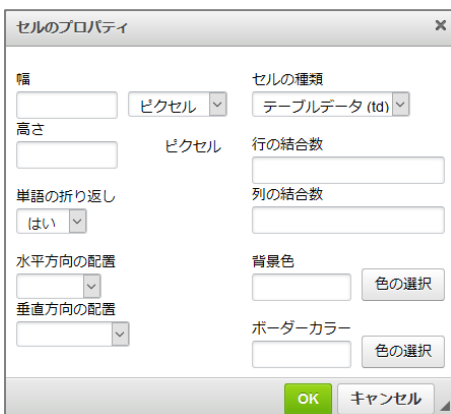 セルのプロパティ
幅
ピクセル
高さ
ピクセル
単語の折り返し
はい
水平方向の配置
垂直方向の配置
セルの種類
テーブルデータ (td)
行の結合数
列の結合数
背景色
色の選択
ボーダーカラー
色の選択
OK キャンセル